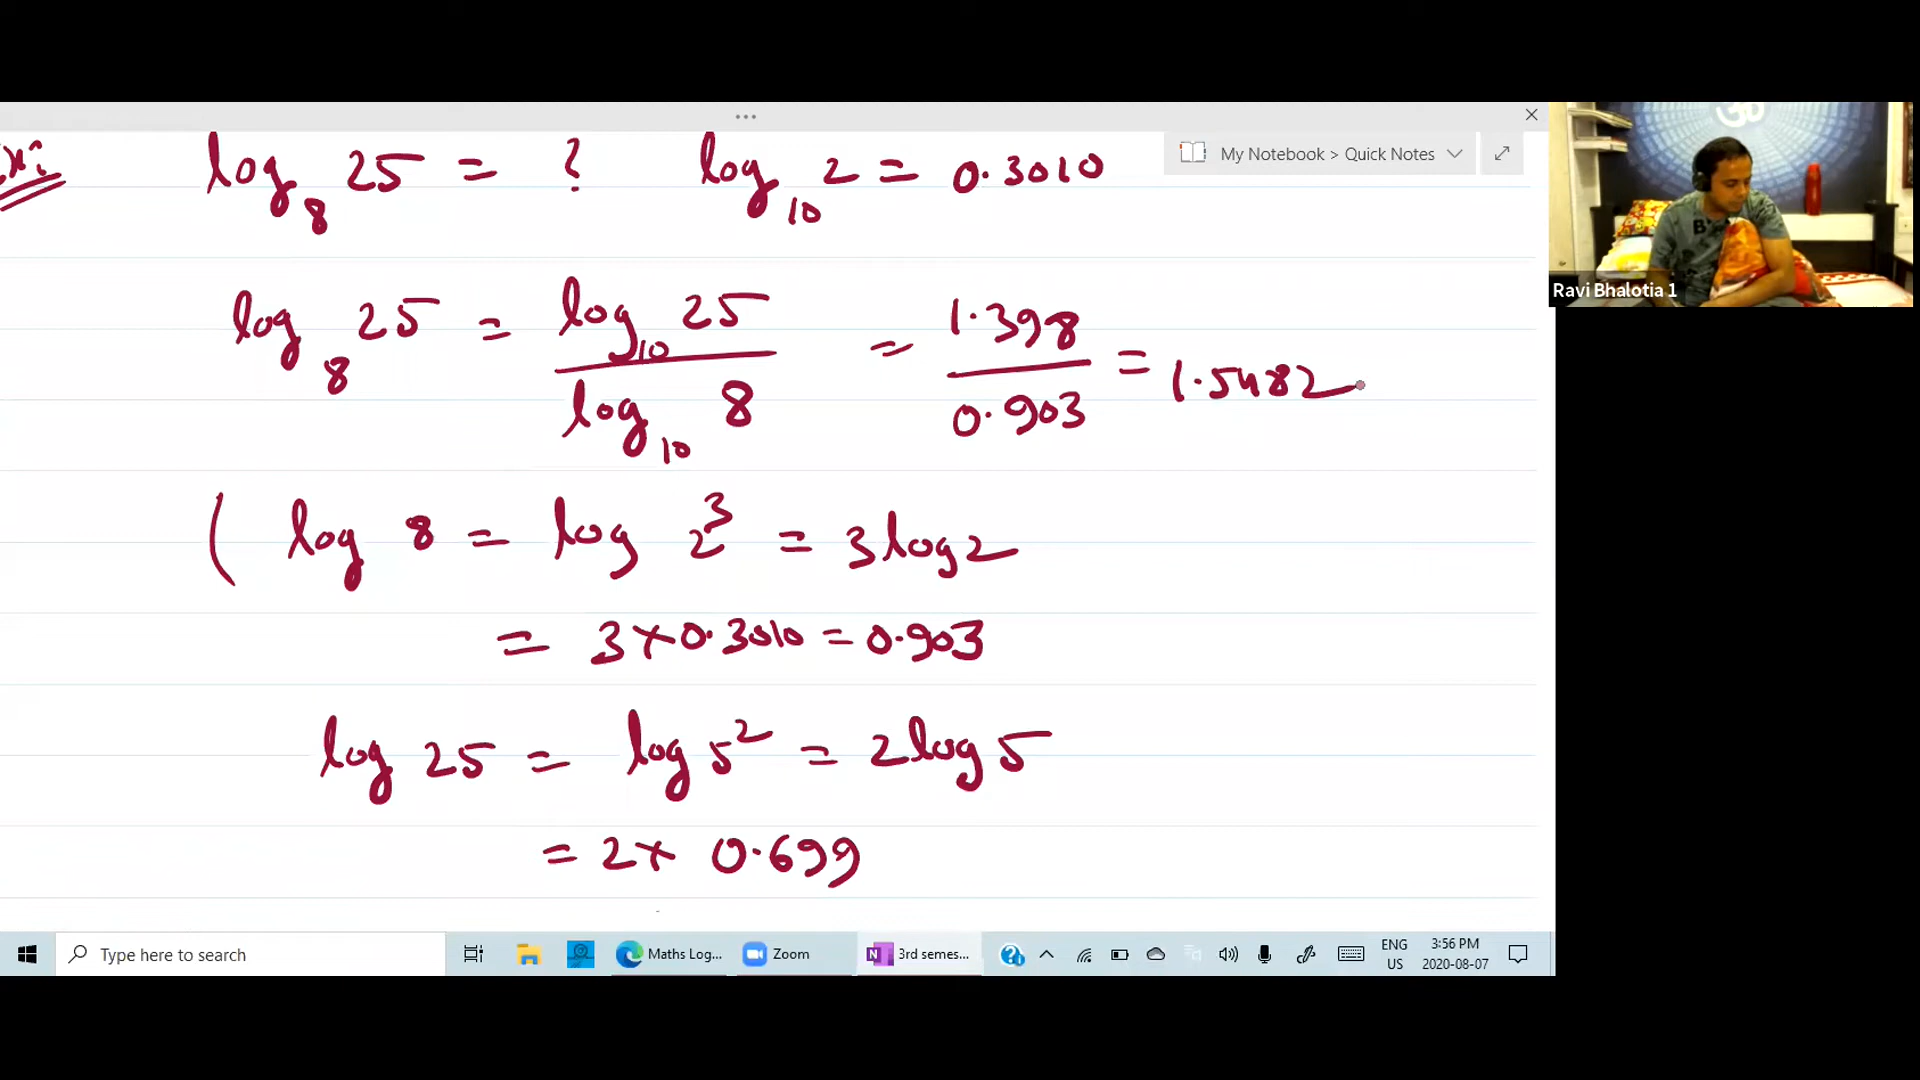 log₈ 25 = ? log₁₀ 2 = 0.3010
My Notebook > Quick Notes
log₈ 25 = log₁₀ 25 / log₁₀ 8 = 1.398 / 0.903 = 1.5482
Ravi Bhalotia 1
( log 8 = log 2³ = 3 log 2
= 3 × 0.3010 = 0.903
log 25 = log 5² = 2 log 5
= 2 × 0.699
Type here to search
Maths Log...
Zoom
3rd semes...
ENG
US
3:56 PM
2020-08-07